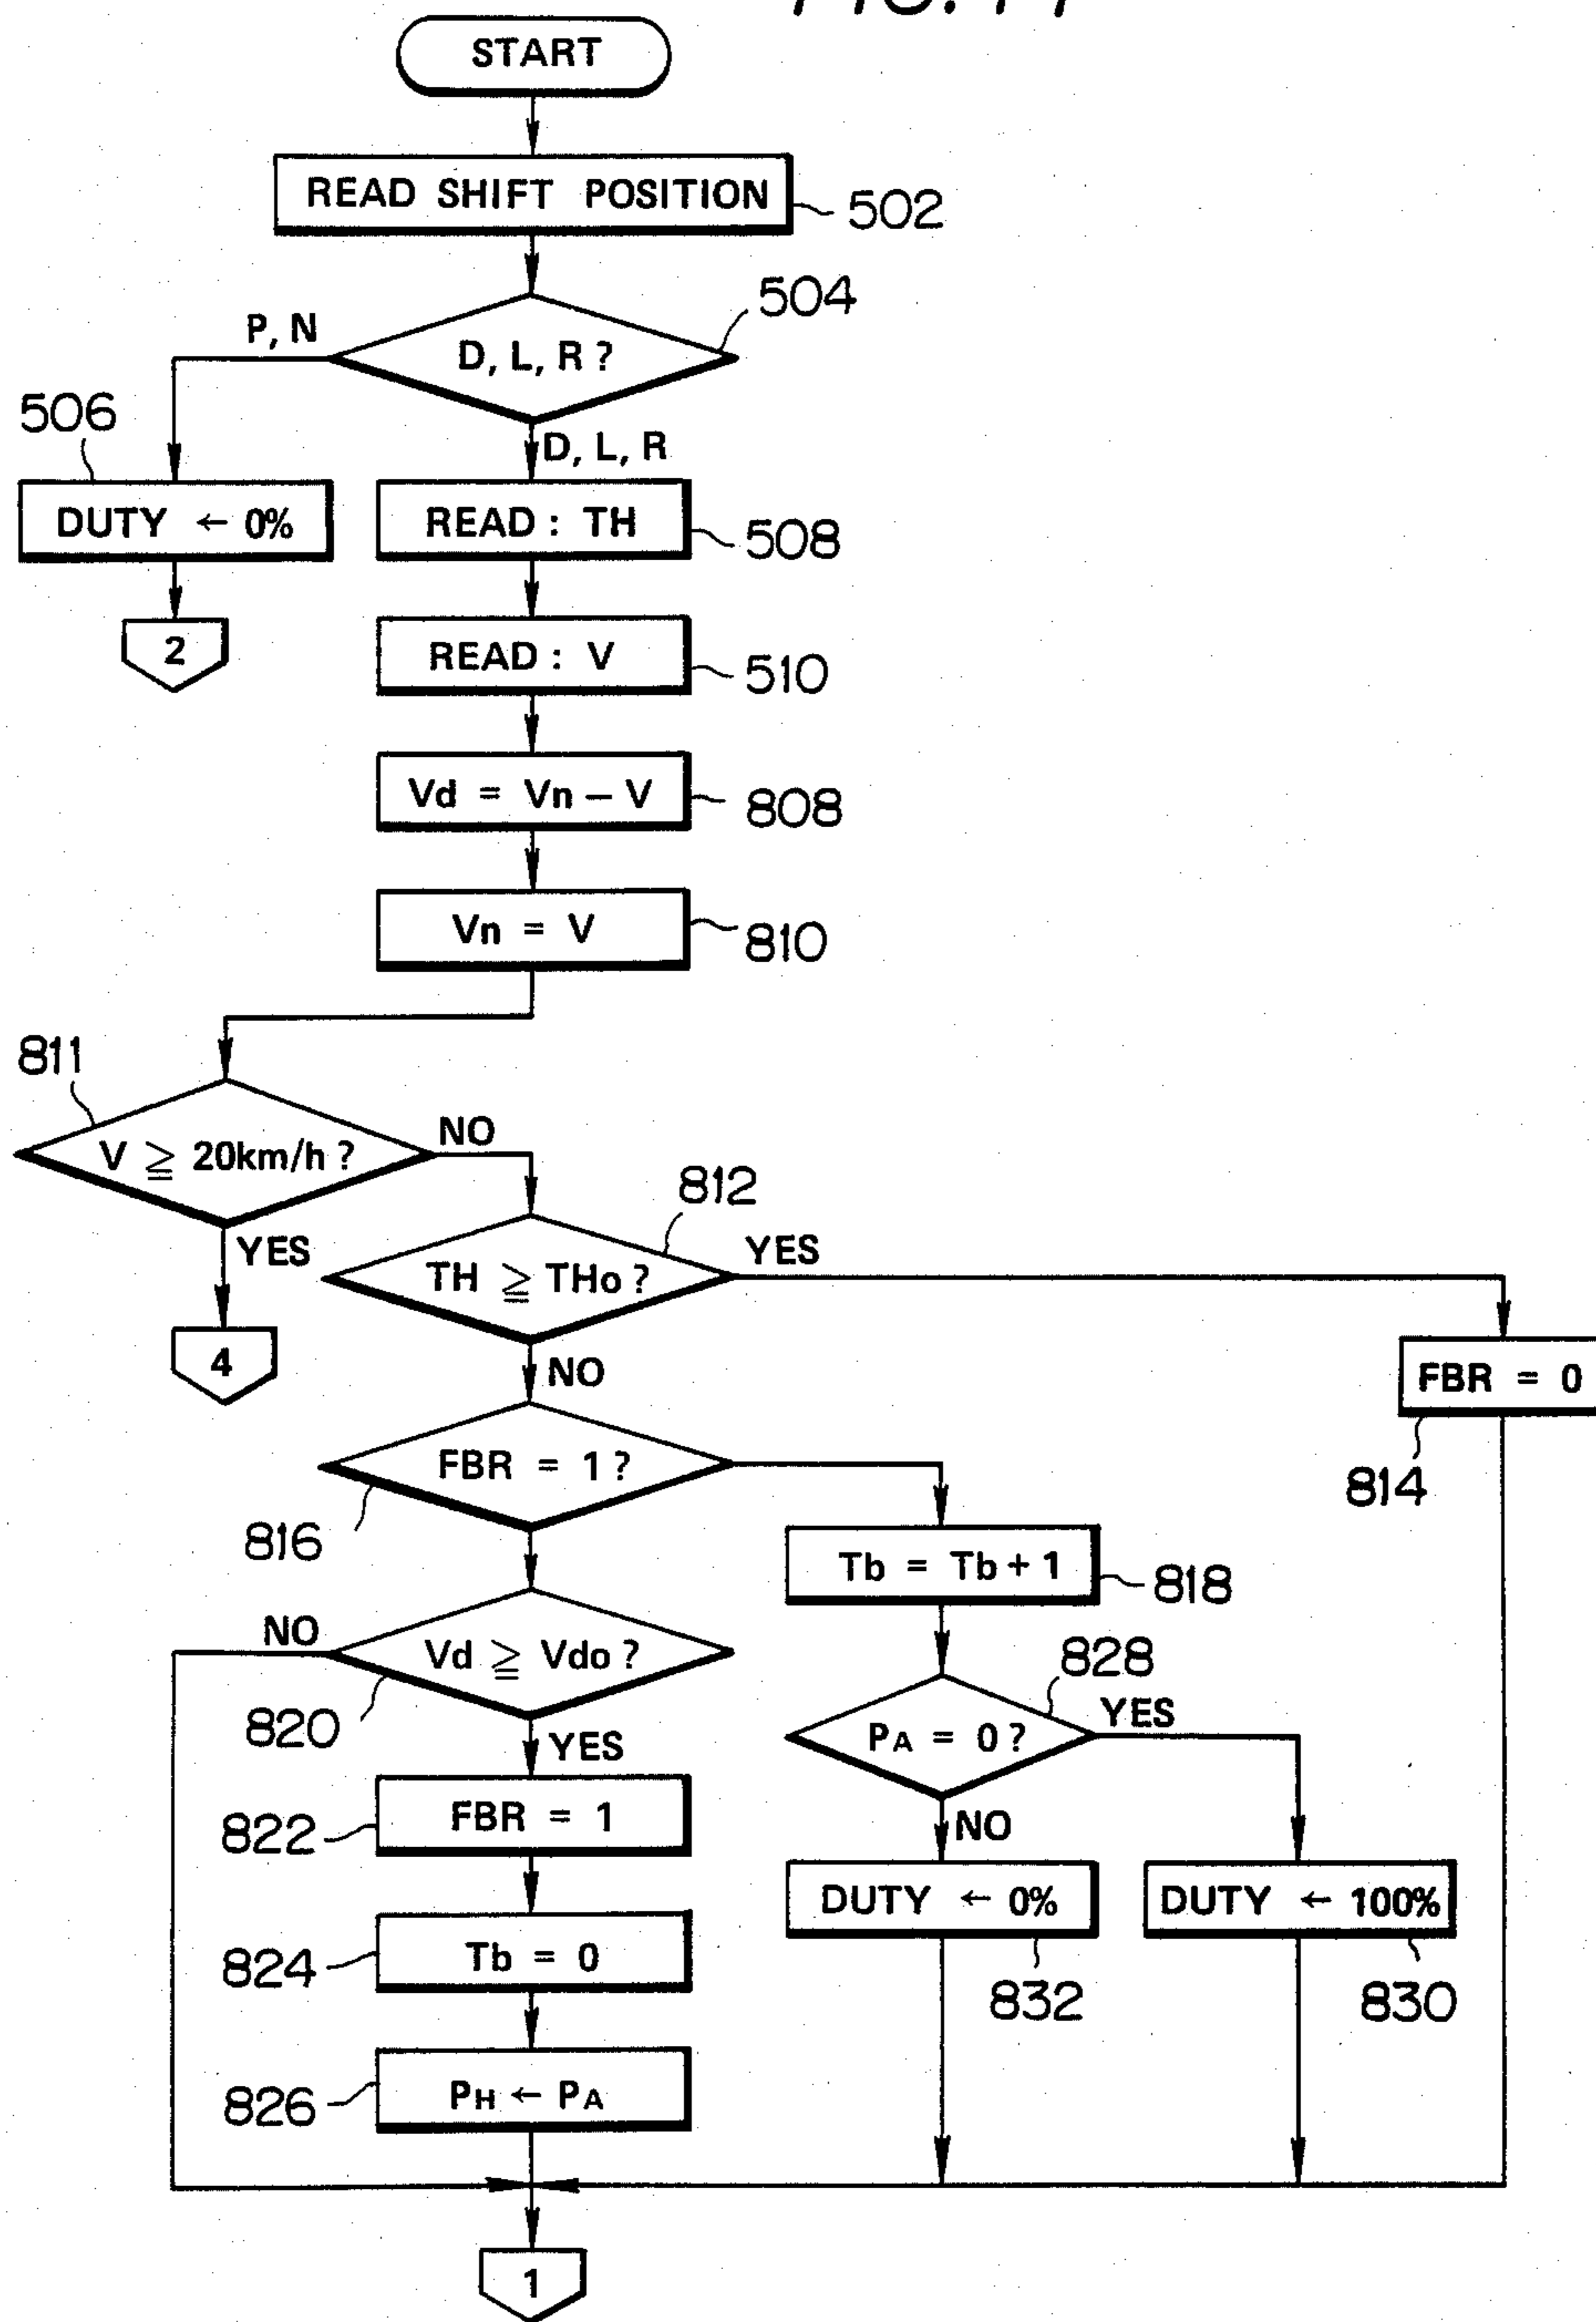 START
READ SHIFT POSITION
502
504
P, N
D, L, R ?
506
D, L, R
DUTY ← 0%
READ : TH
508
2
READ : V
510
Vd = Vn − V
808
Vn = V
810
811
V ≧ 20km/h ?
NO
812
YES
TH ≧ THo ?
YES
4
NO
FBR = 0
814
FBR = 1 ?
816
Tb = Tb + 1
818
NO
Vd ≧ Vdo ?
820
828
PA = 0 ?
YES
YES
FBR = 1
822
NO
DUTY ← 0%
DUTY ← 100%
Tb = 0
824
832
830
PH ← PA
826
1